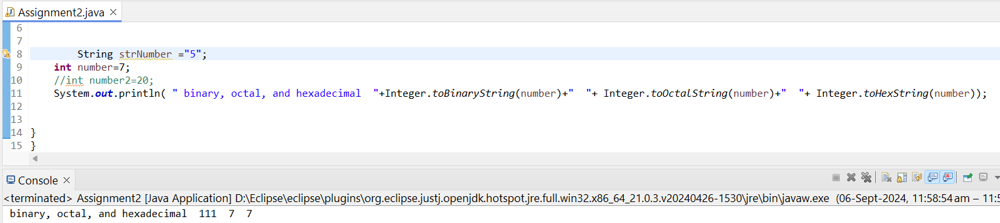 Assignment2.java ×
6
7
8 String strNumber ="5";
9 int number=7;
10 //int number2=20;
11 System.out.println( " binary, octal, and hexadecimal  "+Integer.toBinaryString(number)+"  "+ Integer.toOctalString(number)+"  "+ Integer.toHexString(number));
12
13
14 }
15 }
Console ×
<terminated> Assignment2 [Java Application] D:\Eclipse\eclipse\plugins\org.eclipse.justj.openjdk.hotspot.jre.full.win32.x86_64_21.0.3.v20240426-1530\jre\bin\javaw.exe (06-Sept-2024, 11:58:54 am – 11:5
binary, octal, and hexadecimal  111  7  7